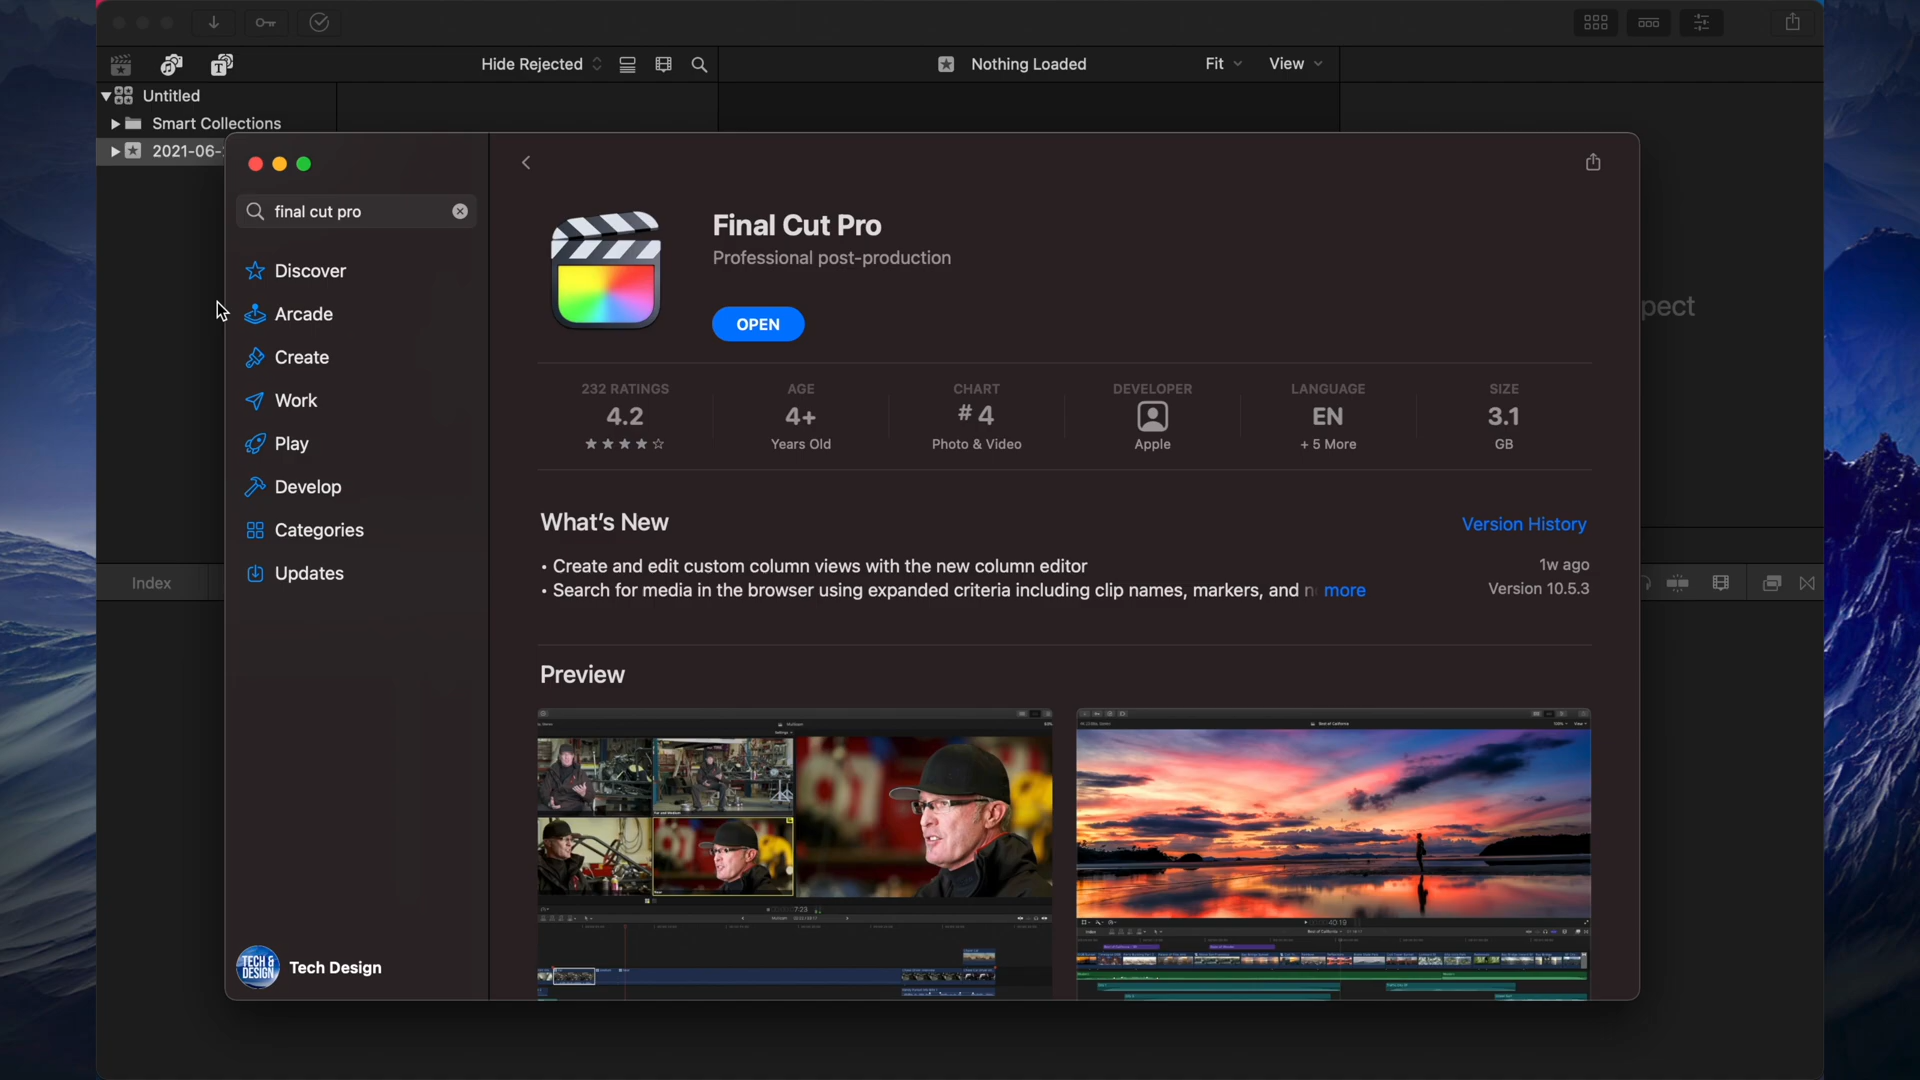 Hide Rejected
Nothing Loaded
Fit
View
Untitled
Smart Collections
2021-06-
final cut pro
Discover
Arcade
Create
Work
Play
Develop
Categories
Updates
Tech Design
TECH &
DESIGN
Index
Final Cut Pro
Professional post-production
OPEN
232 RATINGS
4.2
★★★★☆
AGE
4+
Years Old
CHART
#4
Photo & Video
DEVELOPER
Apple
LANGUAGE
EN
+ 5 More
SIZE
3.1
GB
What's New
Version History
• Create and edit custom column views with the new column editor
1w ago
• Search for media in the browser using expanded criteria including clip names, markers, and more
Version 10.5.3
Preview
pect